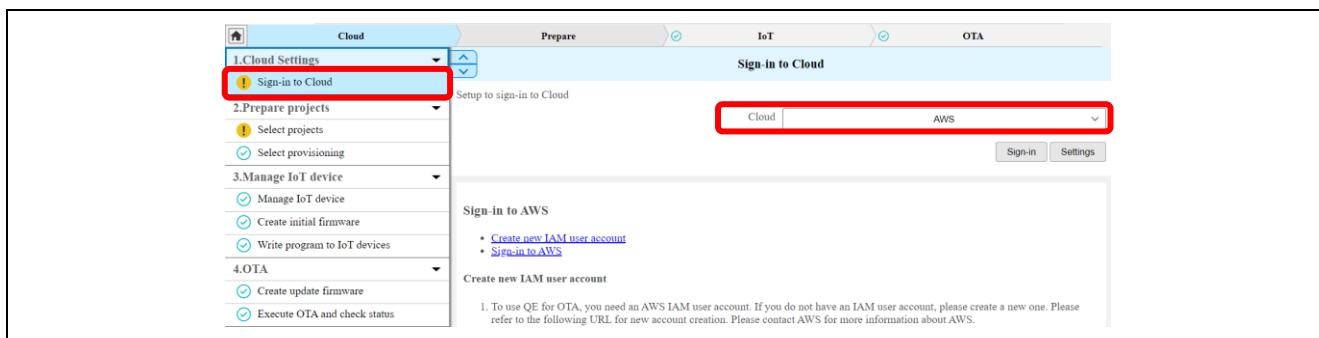 Cloud Prepare IoT OTA
1.Cloud Settings
Sign-in to Cloud
2.Prepare projects
Select projects
Select provisioning
3.Manage IoT device
Manage IoT device
Create initial firmware
Write program to IoT devices
4.OTA
Create update firmware
Execute OTA and check status
Sign-in to Cloud
Setup to sign-in to Cloud
Cloud AWS
Sign-in Settings
Sign-in to AWS
• Create new IAM user account
• Sign-in to AWS
Create new IAM user account
1. To use QE for OTA, you need an AWS IAM user account. If you do not have an IAM user account, please create a new one. Please
refer to the following URL for new account creation. Please contact AWS for more information about AWS.